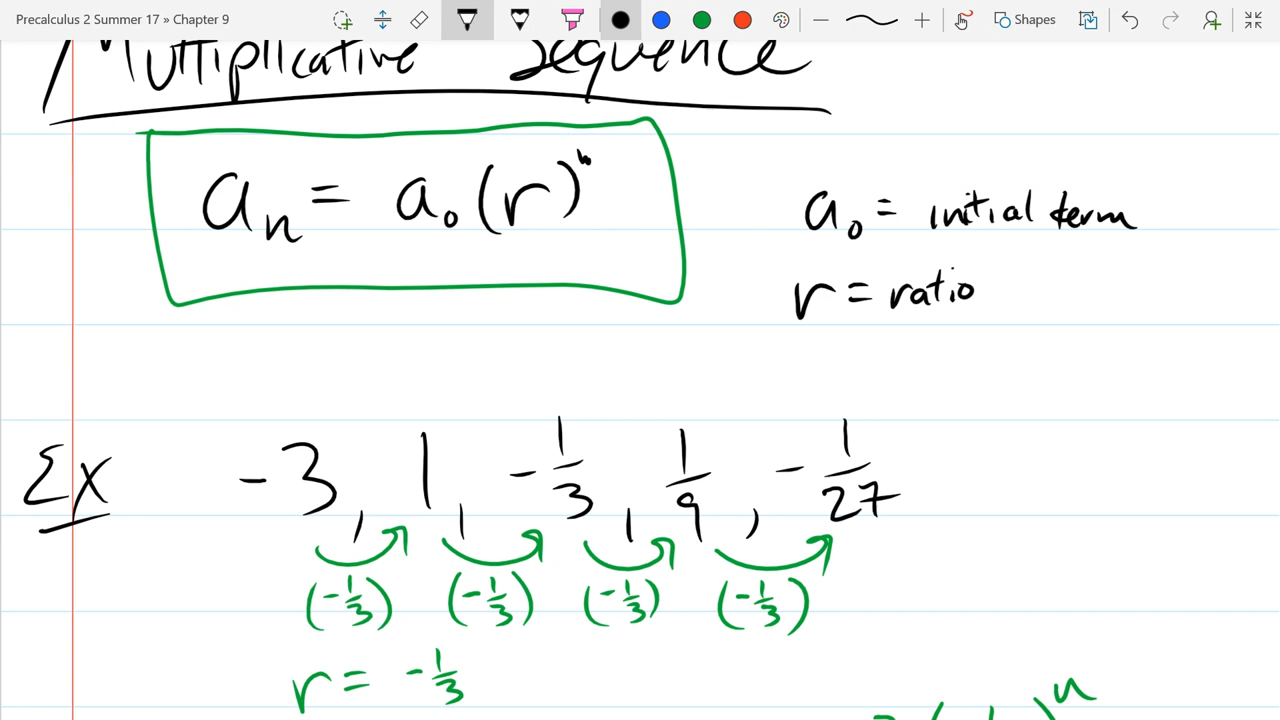 Precalculus 2 Summer 17 » Chapter 9
Shapes
Multiplicative Sequence
aₙ = a₀(r)ⁿ
a₀ = initial term
r = ratio
Ex -3, 1, -1/3, 1/9, -1/27
(-1/3) (-1/3) (-1/3) (-1/3)
r = -1/3